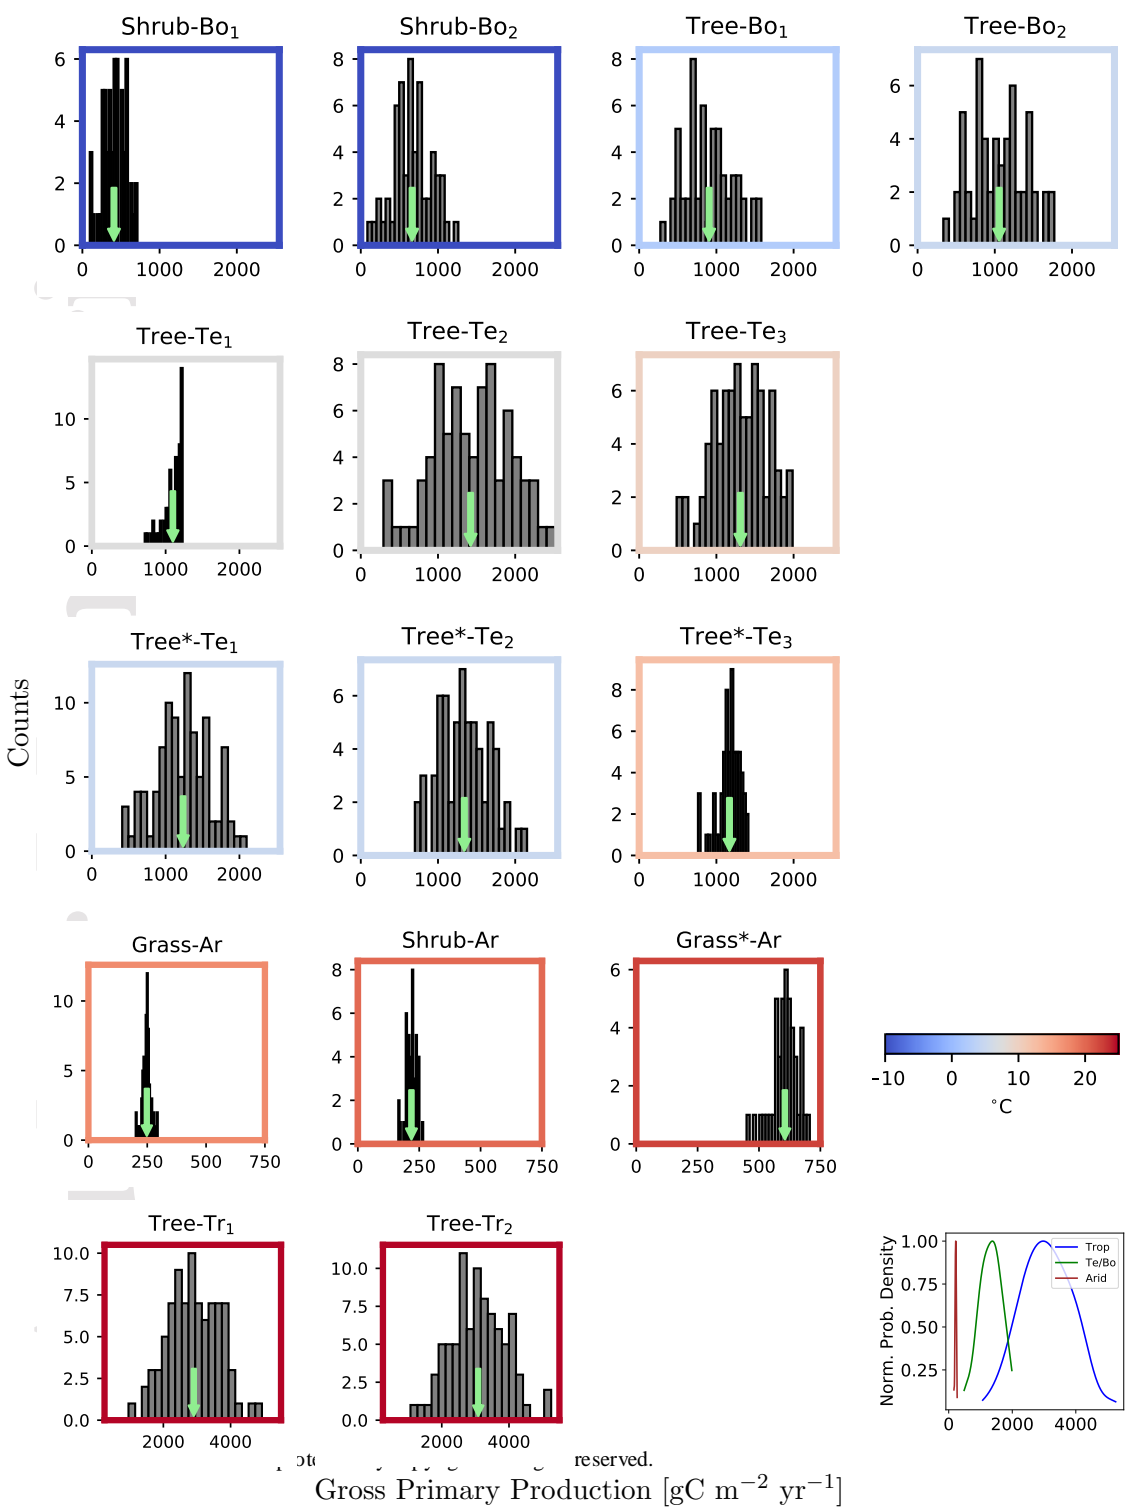 Shrub-Bo₁ Shrub-Bo₂ Tree-Bo₁ Tree-Bo₂
6 8 8
4 6 6 6
4 4 4
2 2 2 2
0 0 0 0
0 1000 2000 0 1000 2000 0 1000 2000 0 1000 2000
Tree-Te₁ Tree-Te₂ Tree-Te₃
8
10 6 6
5 4 4
2 2
0 0 0
0 1000 2000 0 1000 2000 0 1000 2000
Tree*-Te₁ Tree*-Te₂ Tree*-Te₃
10 6 8
6
5 4 4
2 2
0 0 0
0 1000 2000 0 1000 2000 0 1000 2000
Counts
Grass-Ar Shrub-Ar Grass*-Ar
10 8 6
6 4
5 4
2 2
0 0 0
0 250 500 750 0 250 500 750 0 250 500 750
−10 0 10 20
°C
Tree-Tr₁ Tree-Tr₂
10.0 10.0
7.5 7.5
5.0 5.0
2.5 2.5
0.0 0.0
2000 4000 2000 4000
Norm. Prob. Density
1.00
0.75
0.50
0.25
0 2000 4000
Trop
Te/Bo
Arid
reserved.
Gross Primary Production [gC m⁻² yr⁻¹]